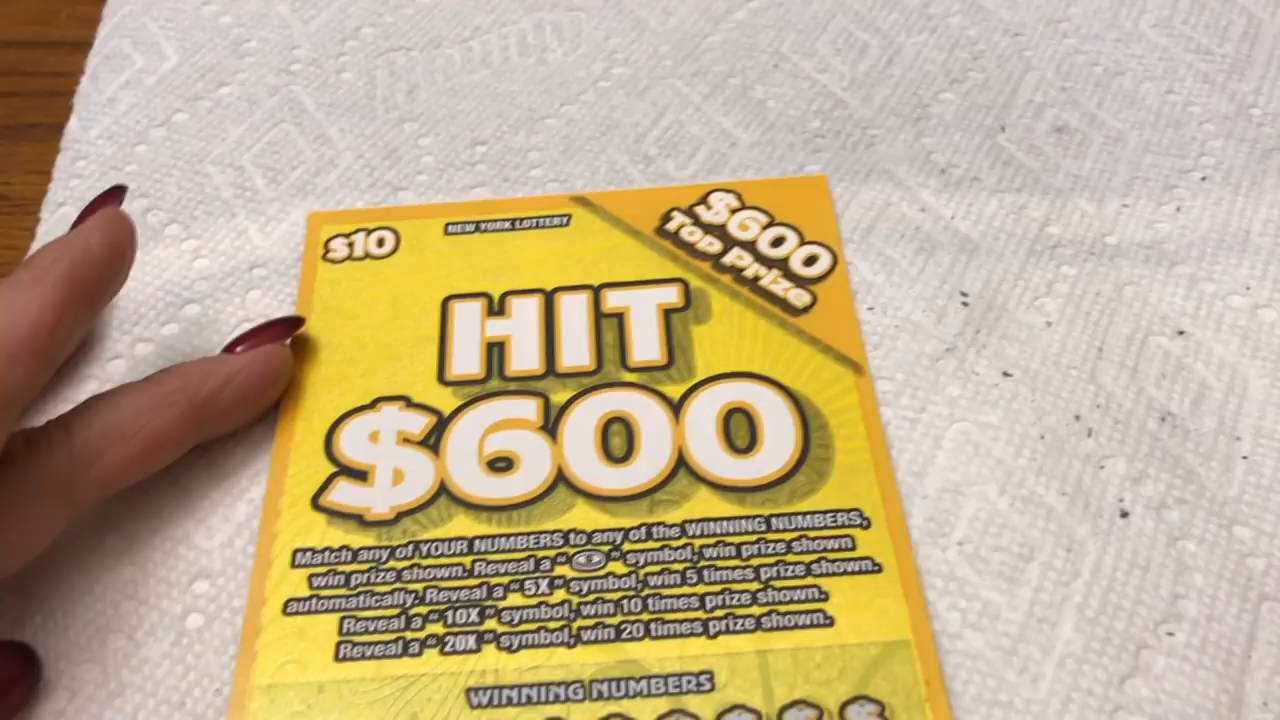 Bounty
$10
NEW YORK LOTTERY
$600
Top Prize
HIT
$600
Match any of YOUR NUMBERS to any of the WINNING NUMBERS,
win prize shown. Reveal a " " symbol, win prize shown
automatically. Reveal a " 5X " symbol, win 5 times prize shown.
Reveal a " 10X " symbol, win 10 times prize shown.
Reveal a " 20X " symbol, win 20 times prize shown.
WINNING NUMBERS